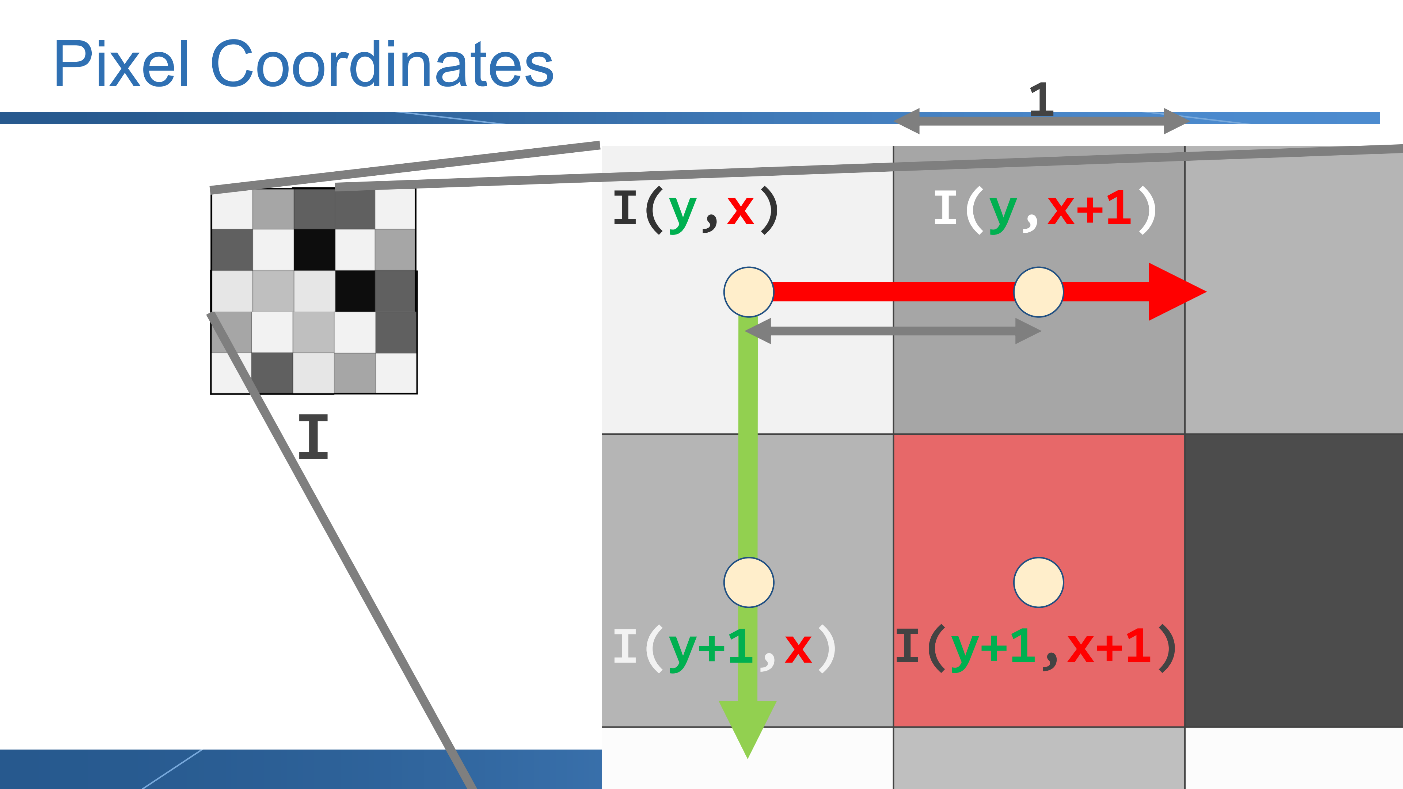 Pixel Coordinates
1
I(y,x)
I(y,x+1)
I
I(y+1,x)
I(y+1,x+1)